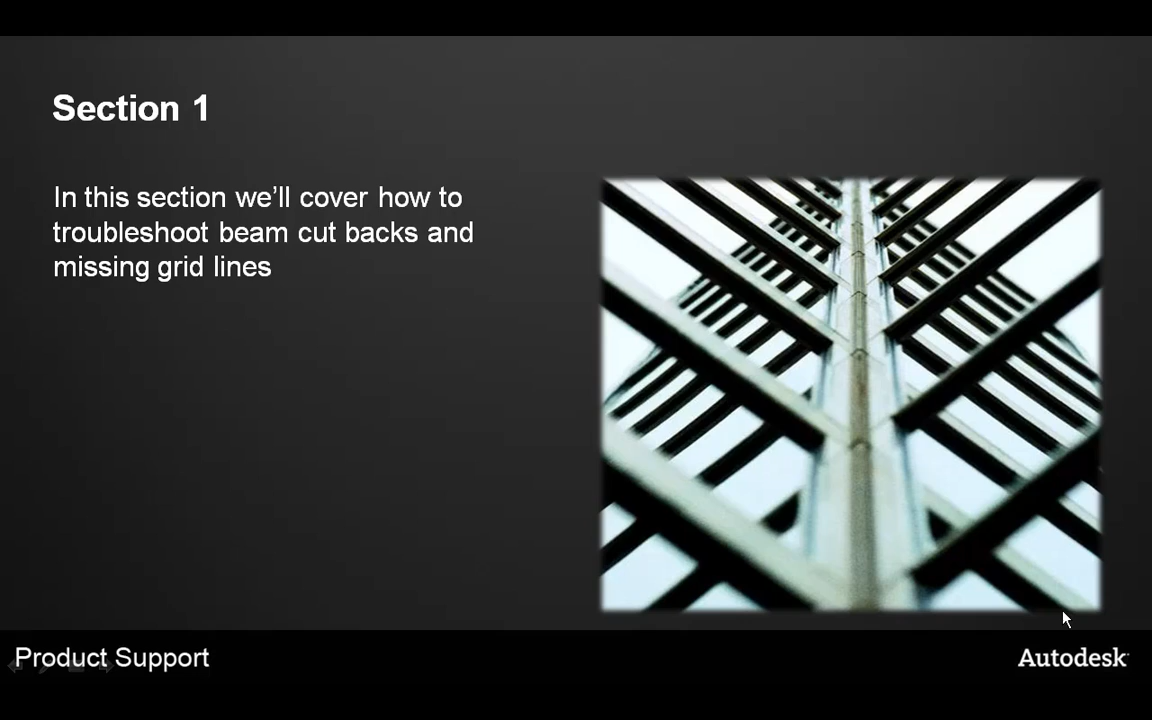 Section 1
In this section we’ll cover how to
troubleshoot beam cut backs and
missing grid lines
Product Support
Autodesk